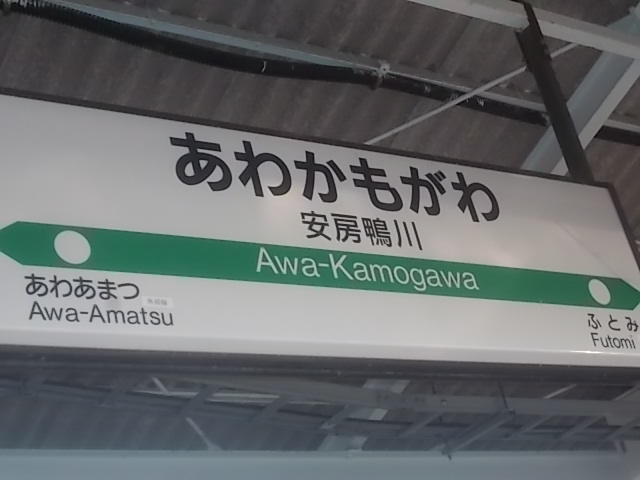 あわかもがわ
安房鴨川
Awa-Kamogawa
あわあまつ
Awa-Amatsu
ふとみ
Futomi